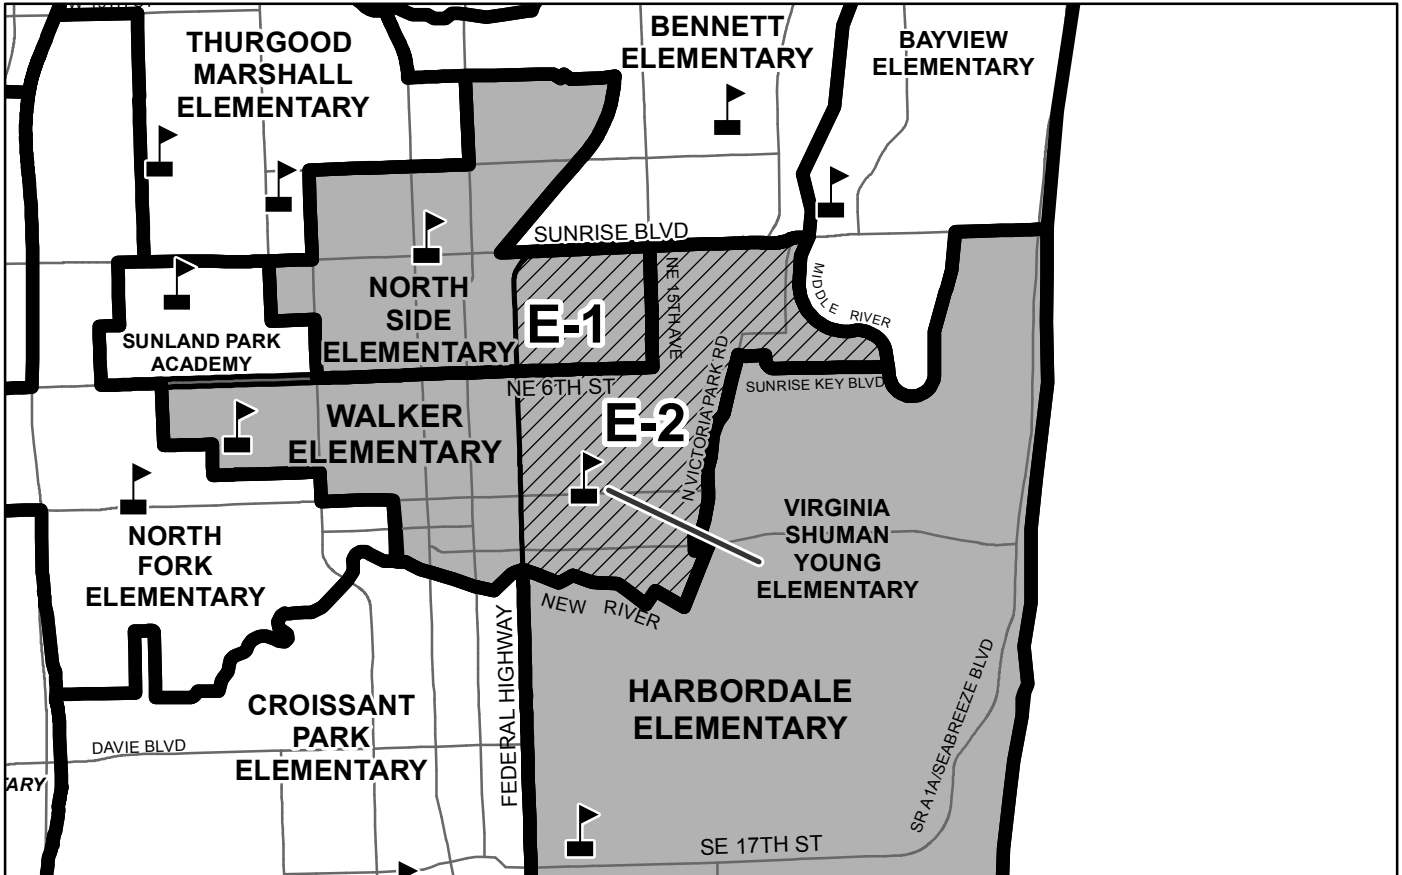 THURGOOD
MARSHALL
ELEMENTARY
BENNETT
ELEMENTARY
BAYVIEW
ELEMENTARY
SUNRISE BLVD
NORTH
SIDE
ELEMENTARY
E-1
NE 15TH AVE
MIDDLE RIVER
SUNLAND PARK
ACADEMY
NE 6TH ST
SUNRISE KEY BLVD
N VICTORIA PARK RD
WALKER
ELEMENTARY
E-2
VIRGINIA
SHUMAN
YOUNG
ELEMENTARY
NORTH
FORK
ELEMENTARY
NEW RIVER
FEDERAL HIGHWAY
HARBORDALE
ELEMENTARY
CROISSANT
PARK
ELEMENTARY
DAVIE BLVD
TARY
SR A 1A/SEABREEZE BLVD
SE 17TH ST